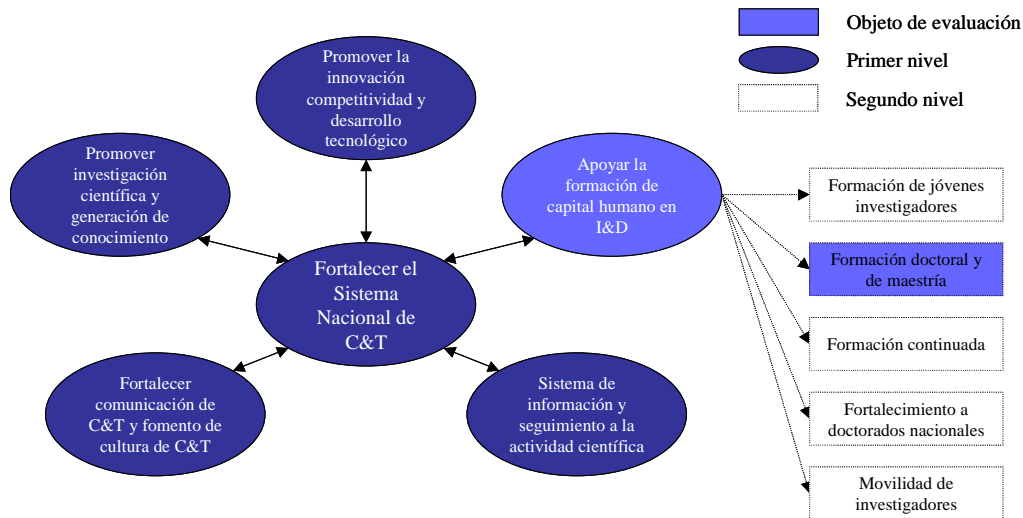 Objeto de evaluación
Primer nivel
Segundo nivel
Promover la
innovación
competitividad y
desarrollo
tecnológico
Promover
investigación
científica y
generación de
conocimiento
Apoyar la
formación de
capital humano en
I&D
Fortalecer el
Sistema
Nacional de
C&T
Fortalecer
comunicación de
C&T y fomento de
cultura de C&T
Sistema de
información y
seguimiento a la
actividad científica
Formación de jóvenes
investigadores
Formación doctoral y
de maestría
Formación continuada
Fortalecimiento a
doctorados nacionales
Movilidad de
investigadores